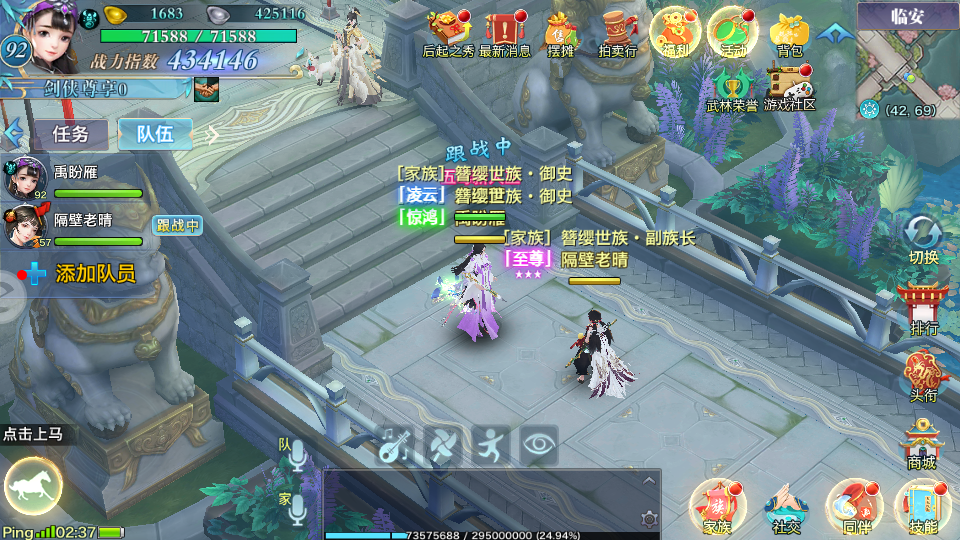 1683
425116
71588 / 71588
战力指数 434146
92
剑侠尊享0
任务
队伍
禹盼雁
92
隔壁老晴
57
跟战中
添加队员
后起之秀
最新消息
摆摊
拍卖行
福利
活动
背包
武林荣誉
游戏社区
临安
(42, 69)
跟战中
[家族] 簪缨世族·御史
[凌云] 簪缨世族·御史
[惊鸿] 禹盼雁
[家族] 簪缨世族·副族长
[至尊] 隔壁老晴
切换
排行
头衔
商城
点击上马
队
家
族
家族
社交
同伴
技能
Ping
02:37
73575688 / 295000000 (24.94%)